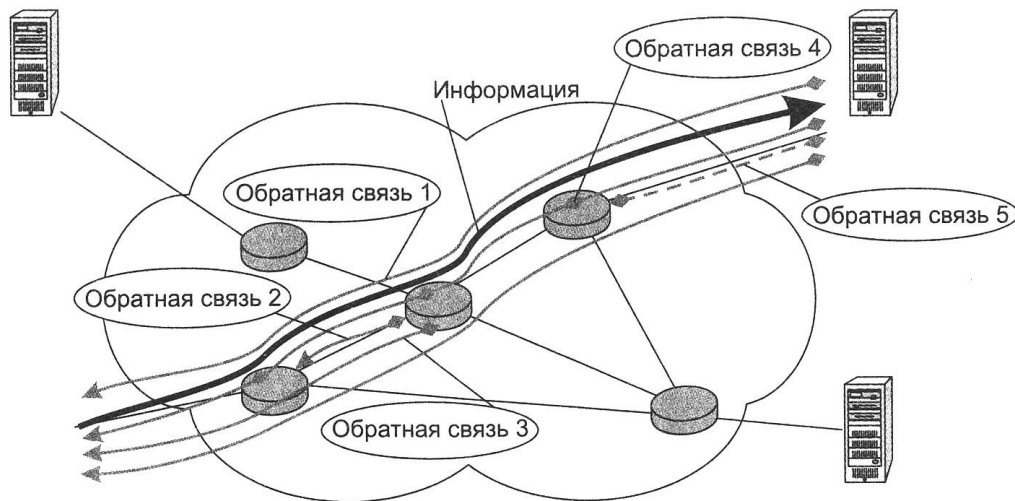 Обратная связь 4
Информация
Обратная связь 1
Обратная связь 5
Обратная связь 2
Обратная связь 3